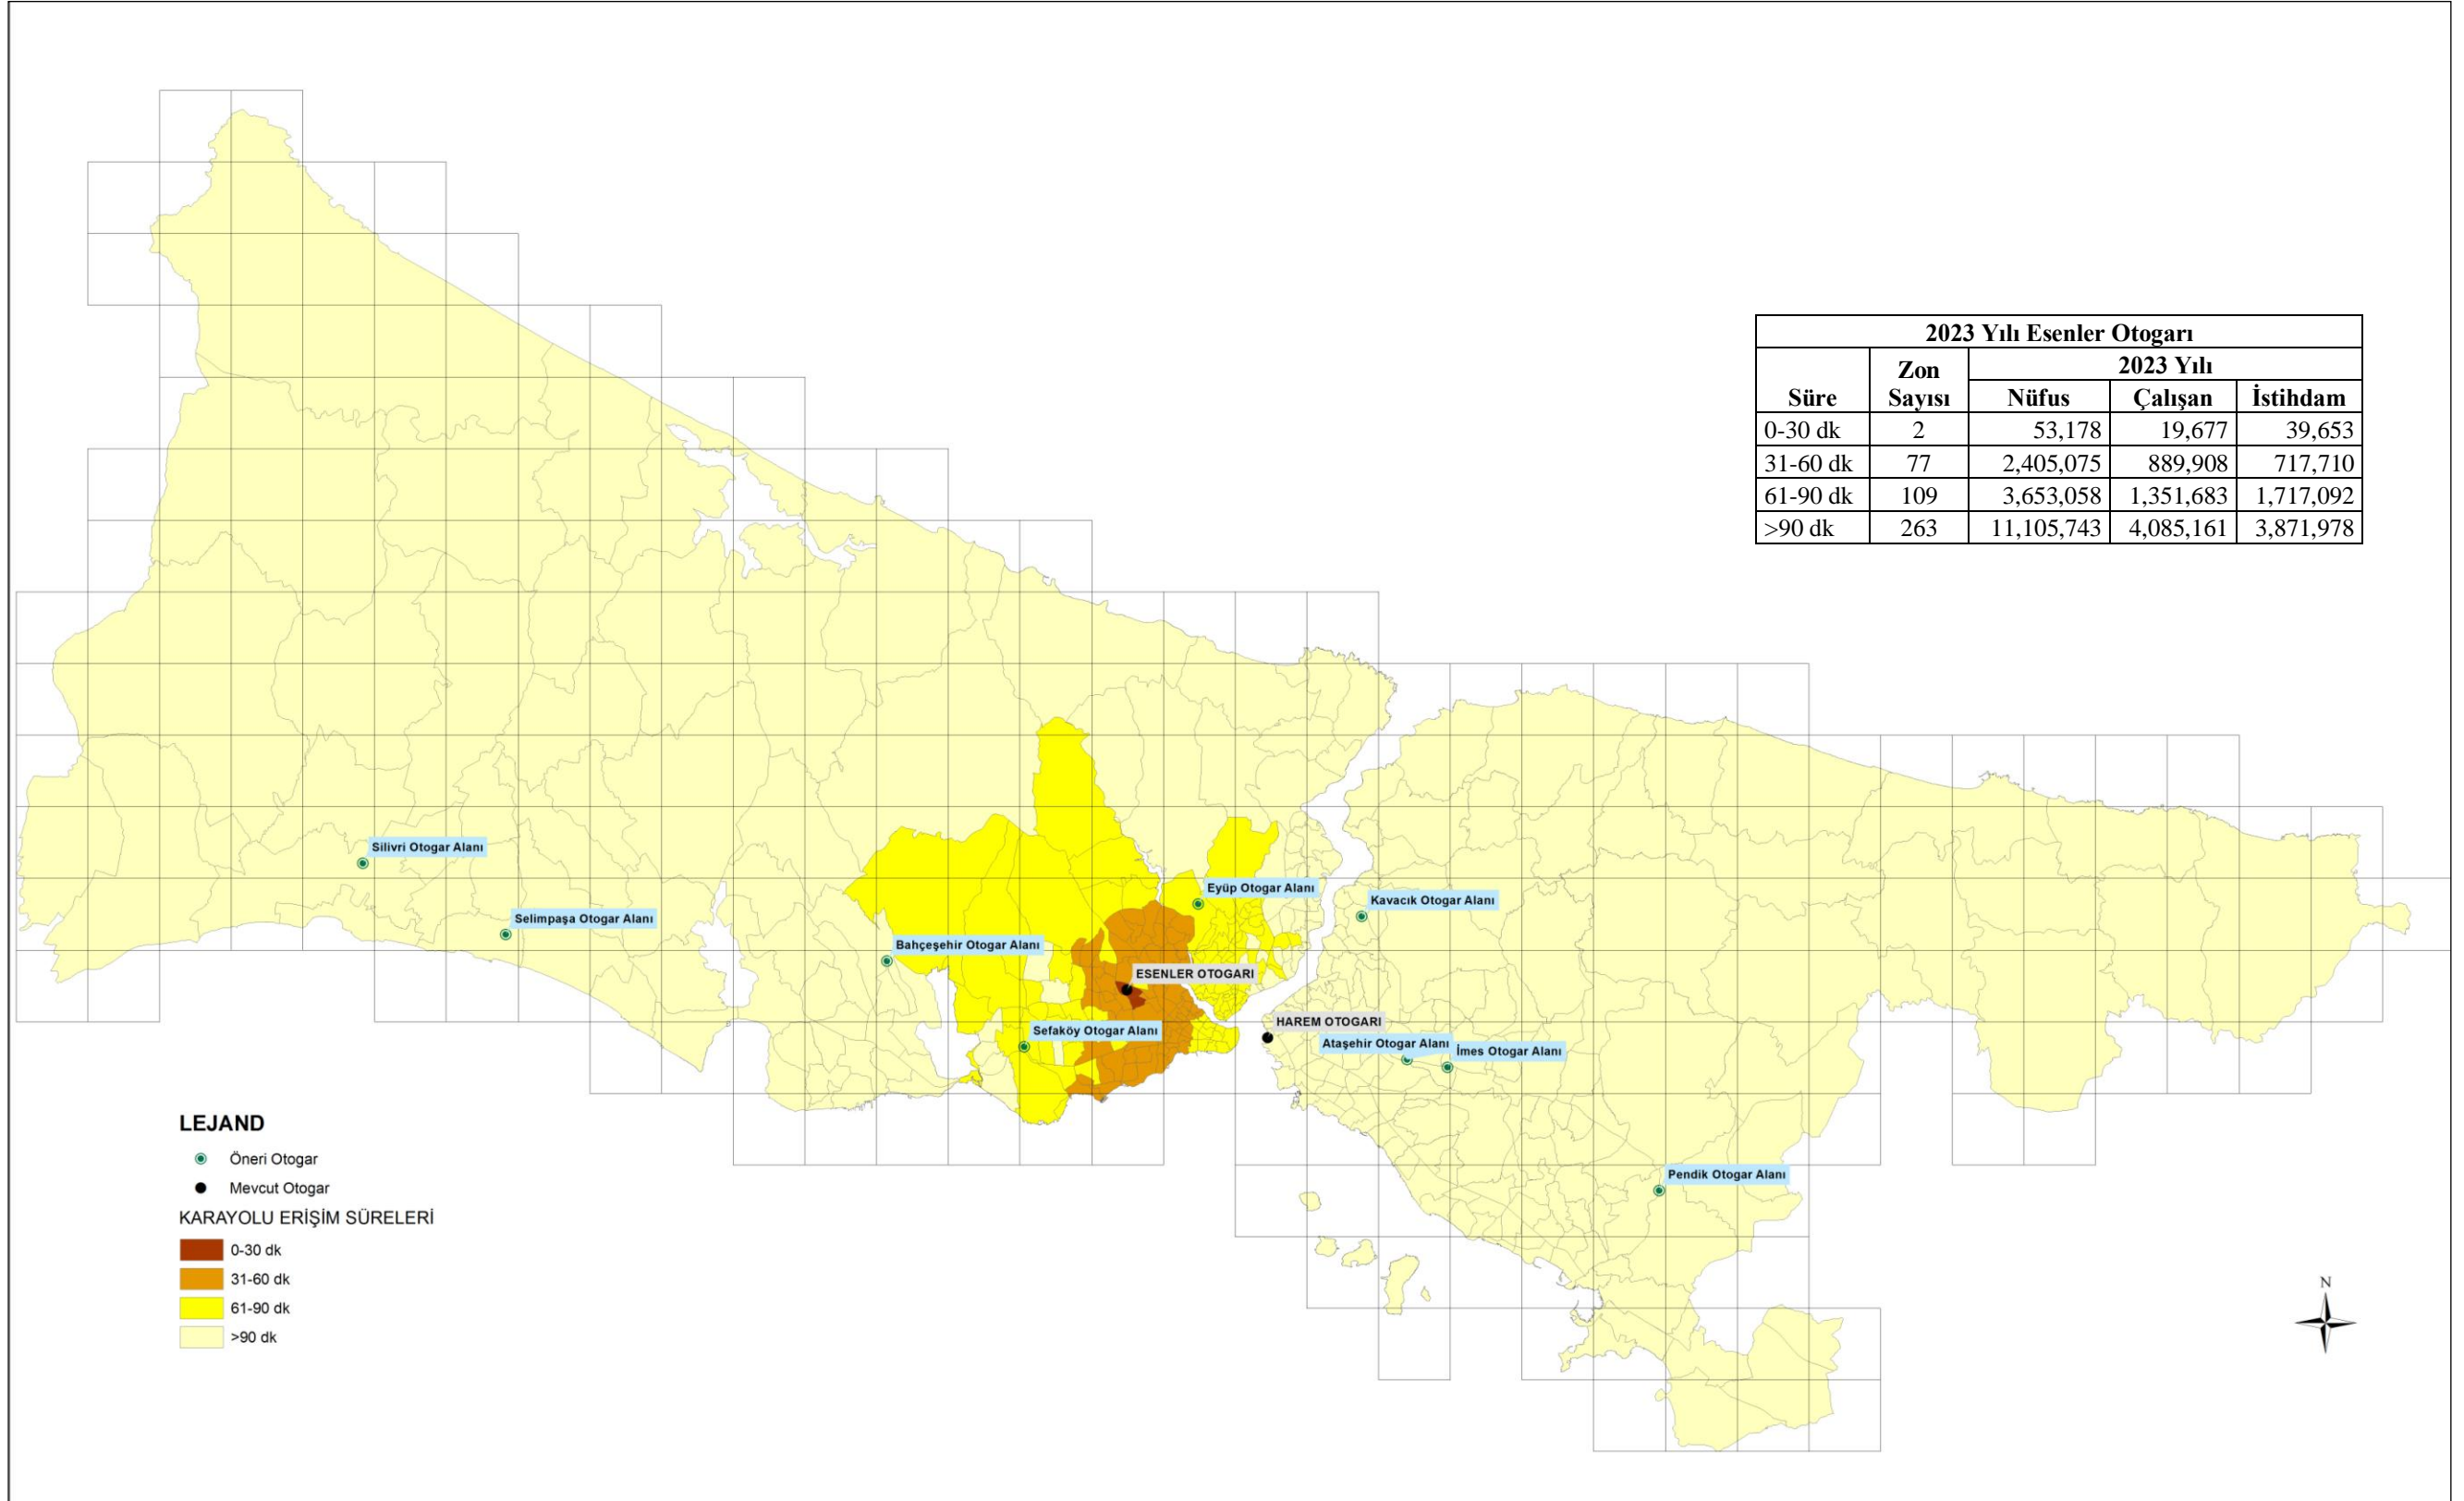 2023 Yılı Esenler Otogarı
Süre Zon Sayısı 2023 Yılı
Nüfus Çalışan İstihdam
0-30 dk 2 53,178 19,677 39,653
31-60 dk 77 2,405,075 889,908 717,710
61-90 dk 109 3,653,058 1,351,683 1,717,092
>90 dk 263 11,105,743 4,085,161 3,871,978
Silivri Otogar Alanı
Selimpaşa Otogar Alanı
Bahçeşehir Otogar Alanı
Eyüp Otogar Alanı
Kavacık Otogar Alanı
ESENLER OTOGARI
Sefaköy Otogar Alanı
HAREM OTOGARI
Ataşehir Otogar Alanı
İmes Otogar Alanı
Pendik Otogar Alanı
LEJAND
Öneri Otogar
Mevcut Otogar
KARAYOLU ERİŞİM SÜRELERİ
0-30 dk
31-60 dk
61-90 dk
>90 dk
N